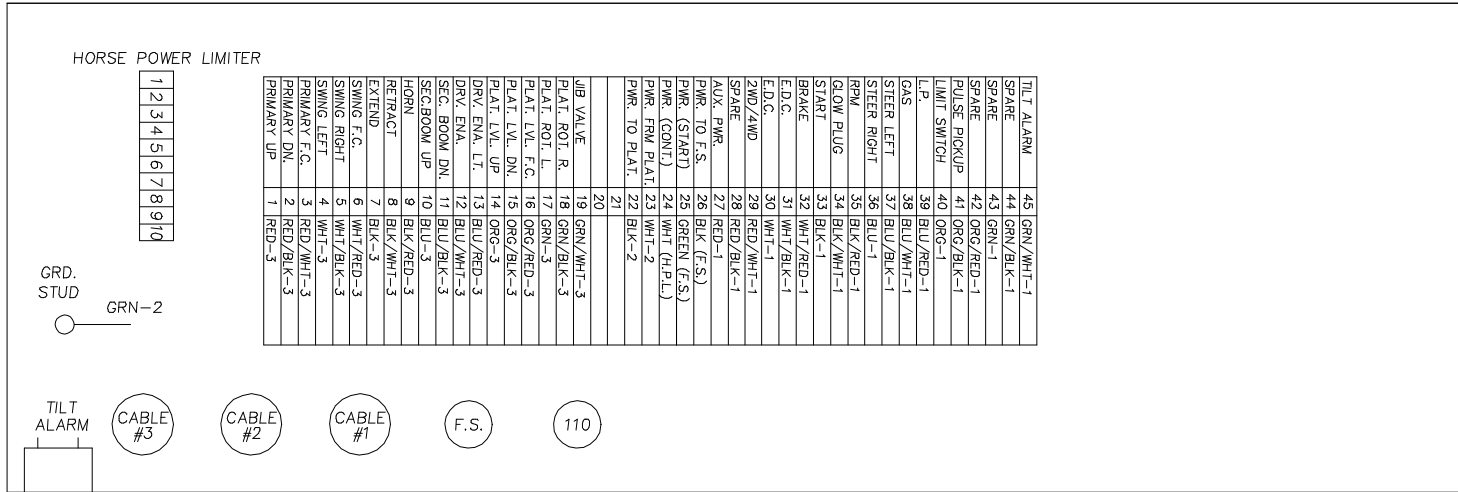 HORSE POWER LIMITER
1 2 3 4 5 6 7 8 9 10
PRIMARY UP 1 RED-3
PRIMARY DN. 2 RED/BLK-3
PRIMARY F.C. 3 RED/WHT-3
SWING LEFT 4 WHT-3
SWING RIGHT 5 WHT/BLK-3
SWING F.C. 6 WHT/RED-3
EXTEND 7 BLK-3
RETRACT 8 BLK/WHT-3
HORN 9 BLK/RED-3
SEC.BOOM UP 10 BLU-3
SEC. BOOM DN. 11 BLU/BLK-3
DRV. ENA. 12 BLU/WHT-3
DRV. ENA. LT. 13 BLU/RED-3
PLAT. LVL. UP 14 ORG-3
PLAT. LVL. DN. 15 ORG/BLK-3
PLAT. LVL. F.C. 16 ORG/RED-3
PLAT. ROT. L. 17 GRN-3
PLAT. ROT. R. 18 GRN/BLK-3
JIB VALVE 19 GRN/WHT-3
20
21
PWR. TO PLAT. 22 BLK-2
PWR. FRM PLAT. 23 WHT-2
PWR. (CONT.) 24 WHT (H.P.L.)
PWR. (START) 25 GREEN (F.S.)
PWR. TO F.S. 26 BLK (F.S.)
AUX. PWR. 27 RED-1
SPARE 28 RED/BLK-1
2WD/4WD 29 RED/WHT-1
E.D.C. 30 WHT-1
E.D.C. 31 WHT/BLK-1
BRAKE 32 WHT/RED-1
START 33 BLK-1
GLOW PLUG 34 BLK/WHT-1
RPM 35 BLK/RED-1
STEER RIGHT 36 BLU-1
STEER LEFT 37 BLU/BLK-1
GAS 38 BLU/WHT-1
L.P. 39 BLU/RED-1
LIMIT SWITCH 40 ORG-1
PULSE PICKUP 41 ORG/BLK-1
SPARE 42 ORG/RED-1
SPARE 43 GRN-1
SPARE 44 GRN/BLK-1
TILT ALARM 45 GRN/WHT-1
GRD.
STUD
GRN-2
TILT
ALARM
CABLE
#3
CABLE
#2
CABLE
#1
F.S.
110